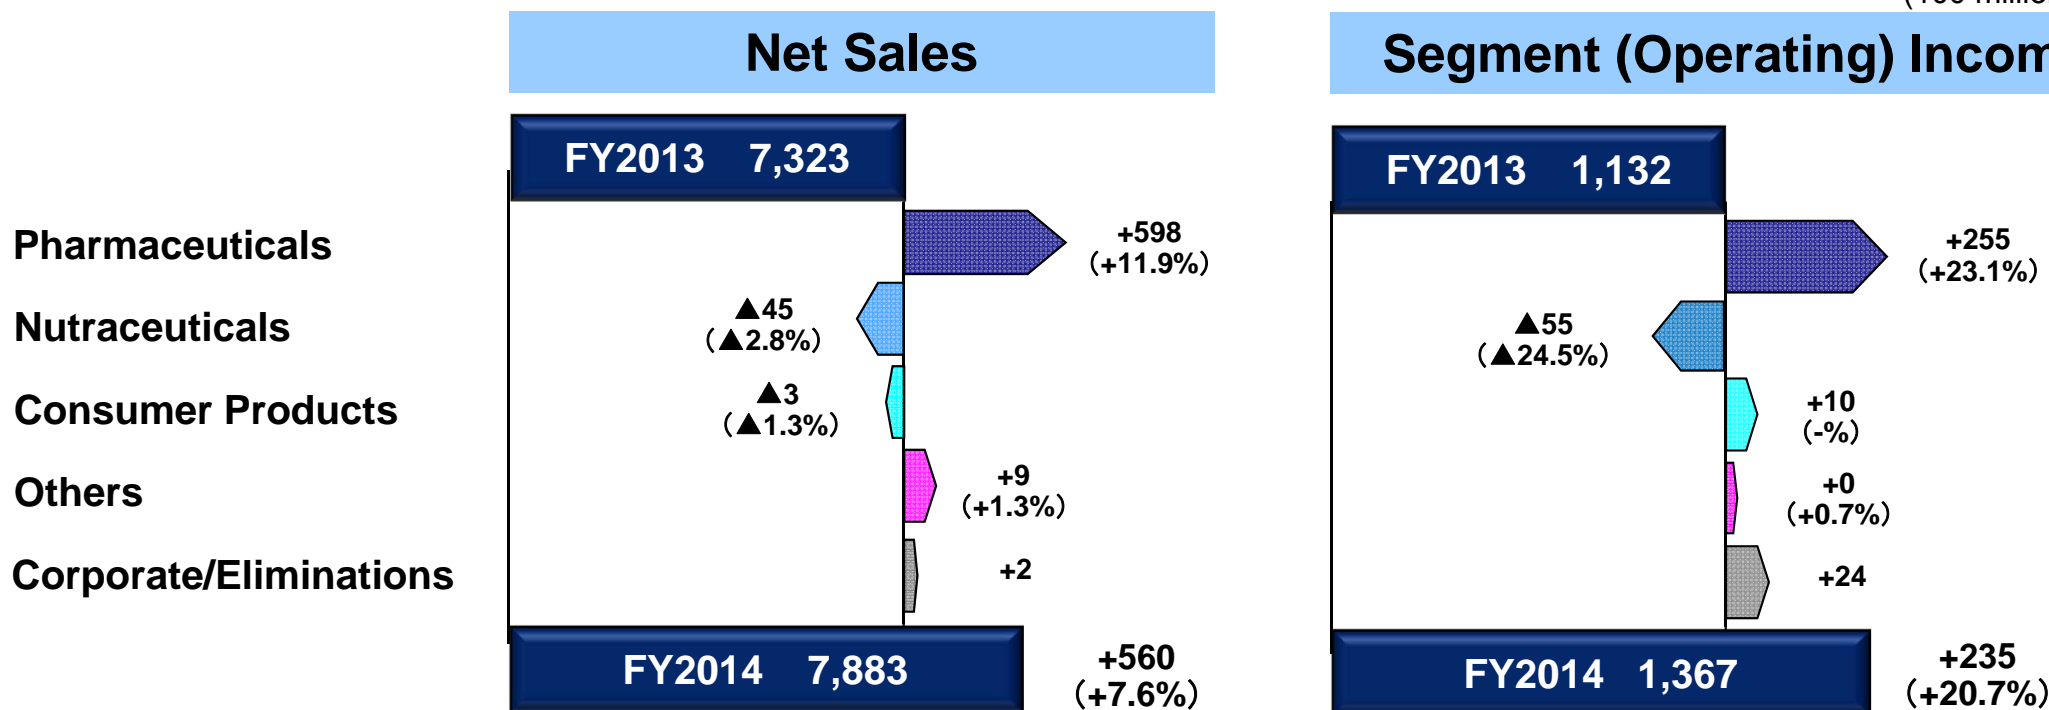 Net Sales
Segment (Operating)
FY2013 7,323
FY2013 1,132
Pharmaceuticals
+598
(+11.9%)
+255
(+23.1%)
Nutraceuticals
▲45
(▲2.8%)
▲55
(▲24.5%)
Consumer Products
▲3
(▲1.3%)
+10
(-%)
Others
+9
(+1.3%)
+0
(+0.7%)
Corporate/Eliminations
+2
+24
FY2014 7,883
+560
(+7.6%)
FY2014 1,367
+235
(+20.7%)